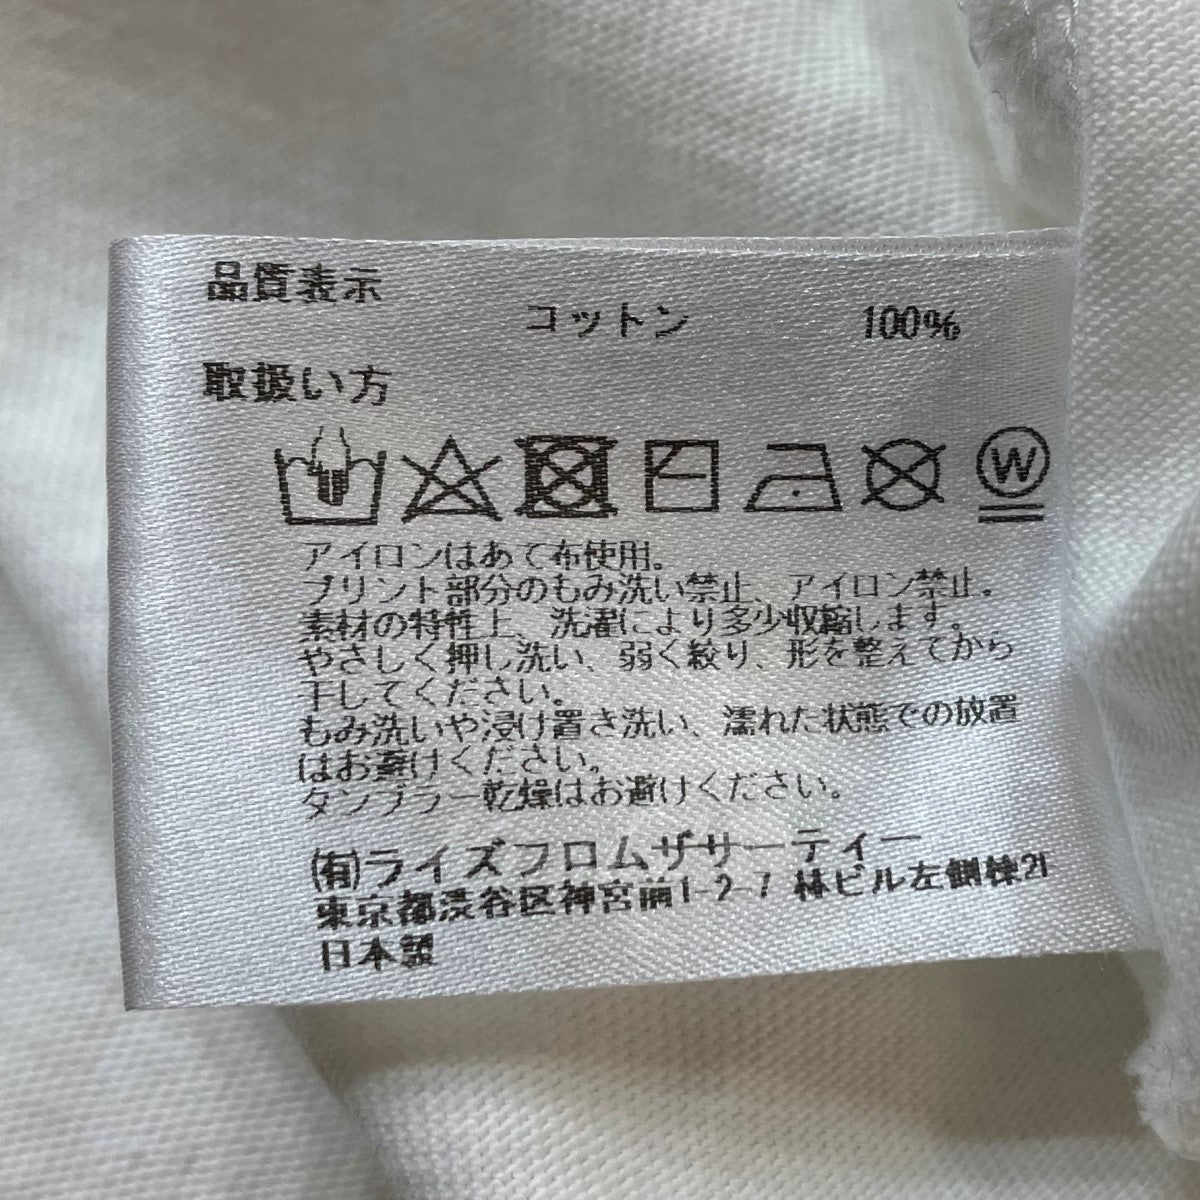 品質表示
コットン 100%
取扱い方
W
アイロンはあて布使用。
プリント部分のもみ洗い禁止、アイロン禁止。
素材の特性上、洗濯により多少収縮します。
やさしく押し洗い、弱く絞り、形を整えてから
干してください。
もみ洗いや浸け置き洗い、濡れた状態での放置
はお避けください。
タンブラー乾燥はお避けください。
(有)ライズフロムザサーティー
東京都渋谷区神宮前1-2-7 林ビル左側棟2F
日本製